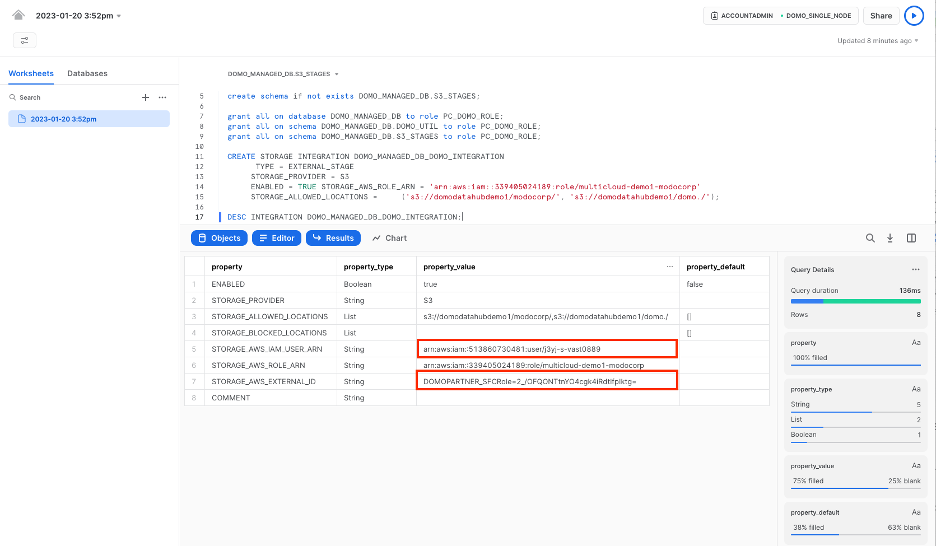 2023-01-20 3:52pm
ACCOUNTADMIN
DOMO_SINGLE_NODE
Share
Updated 8 minutes ago
Worksheets
Databases
Search
2023-01-20 3:52pm
DOMO_MANAGED_DB.S3_STAGES
5 create schema if not exists DOMO_MANAGED_DB.S3_STAGES;
6
7 grant all on database DOMO_MANAGED_DB to role PC_DOMO_ROLE;
8 grant all on schema DOMO_MANAGED_DB.DOMO_UTIL to role PC_DOMO_ROLE;
9 grant all on schema DOMO_MANAGED_DB.S3_STAGES to role PC_DOMO_ROLE;
10
11 CREATE STORAGE INTEGRATION DOMO_MANAGED_DB_DOMO_INTEGRATION
12 TYPE = EXTERNAL_STAGE
13 STORAGE_PROVIDER = S3
14 ENABLED = TRUE STORAGE_AWS_ROLE_ARN = 'arn:aws:iam::339405024189:role/multicloud-demo1-modocorp'
15 STORAGE_ALLOWED_LOCATIONS = ('s3://domodatahubdemo1/modocorp/', 's3://domodatahubdemo1/domo./');
16
17 DESC INTEGRATION DOMO_MANAGED_DB_DOMO_INTEGRATION;
Objects
Editor
Results
Chart
property property_type property_value ... property_default
1 ENABLED Boolean true false
2 STORAGE_PROVIDER String S3
3 STORAGE_ALLOWED_LOCATIONS List s3://domodatahubdemo1/modocorp/,s3://domodatahubdemo1/domo./ []
4 STORAGE_BLOCKED_LOCATIONS List []
5 STORAGE_AWS_IAM_USER_ARN String arn:aws:iam::513860730481:user/j3yj-s-vast0889
6 STORAGE_AWS_ROLE_ARN String arn:aws:iam::339405024189:role/multicloud-demo1-modocorp
7 STORAGE_AWS_EXTERNAL_ID String
8 COMMENT String
Query Details ...
Query duration 136ms
Rows 8
property Aa
100% filled
property_type Aa
String 5
List 2
Boolean 1
property_value Aa
75% filled 25% blank
property_default Aa
38% filled 63% blank